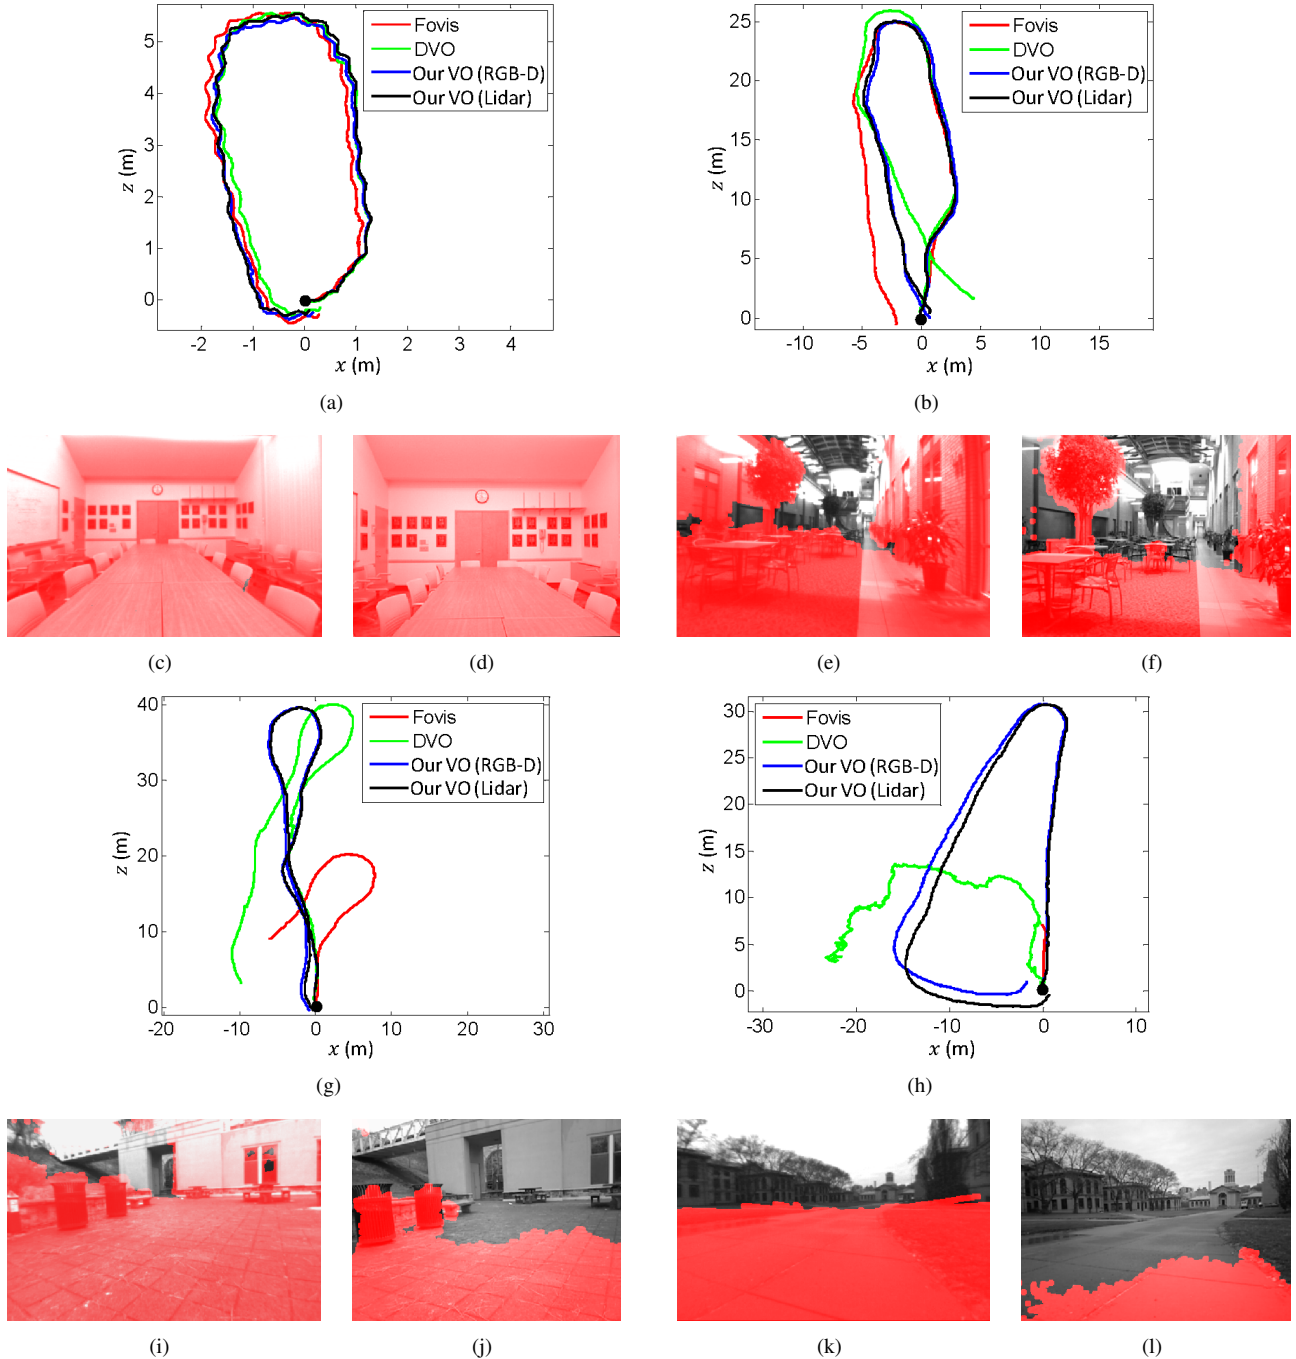 Fovis
DVO
Our VO (RGB-D)
Our VO (Lidar)
5
4
3
2
1
0
z (m)
-2
-1
0
1
2
3
4
x (m)
(a)
Fovis
DVO
Our VO (RGB-D)
Our VO (Lidar)
25
20
15
10
5
0
z (m)
-10
-5
0
5
10
15
x (m)
(b)
(c)
(d)
(e)
(f)
Fovis
DVO
Our VO (RGB-D)
Our VO (Lidar)
40
30
20
10
0
z (m)
-20
-10
0
10
20
30
x (m)
(g)
Fovis
DVO
Our VO (RGB-D)
Our VO (Lidar)
30
25
20
15
10
5
0
z (m)
-30
-20
-10
0
10
x (m)
(h)
(i)
(j)
(k)
(l)